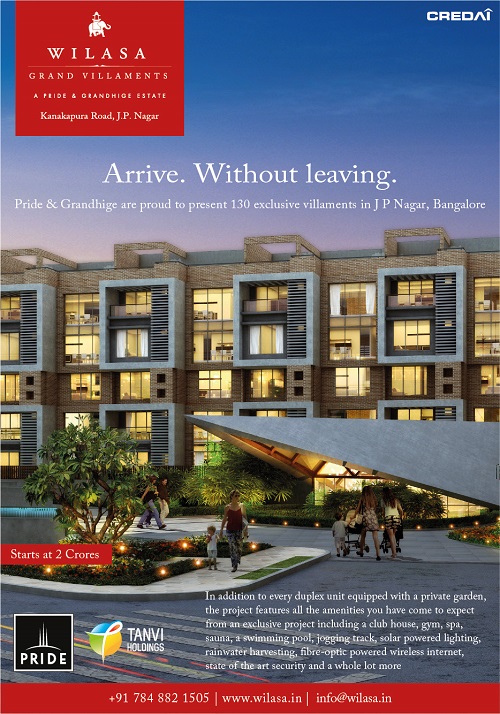 CREDAI
WILASA
GRAND VILLAMENTS
A PRIDE & GRANDHIGE ESTATE
Kanakapura Road, J.P. Nagar
Arrive. Without leaving.
Pride & Grandhige are proud to present 130 exclusive villaments in J P Nagar, Bangalore
Starts at 2 Crores
In addition to every duplex unit equipped with a private garden,
the project features all the amenities you have come to expect
from an exclusive project including a club house, gym, spa,
sauna, a swimming pool, jogging track, solar powered lighting,
rainwater harvesting, fibre-optic powered wireless internet,
state of the art security and a whole lot more
PRIDE
TANVI
HOLDINGS
+91 784 882 1505 | www.wilasa.in | info@wilasa.in